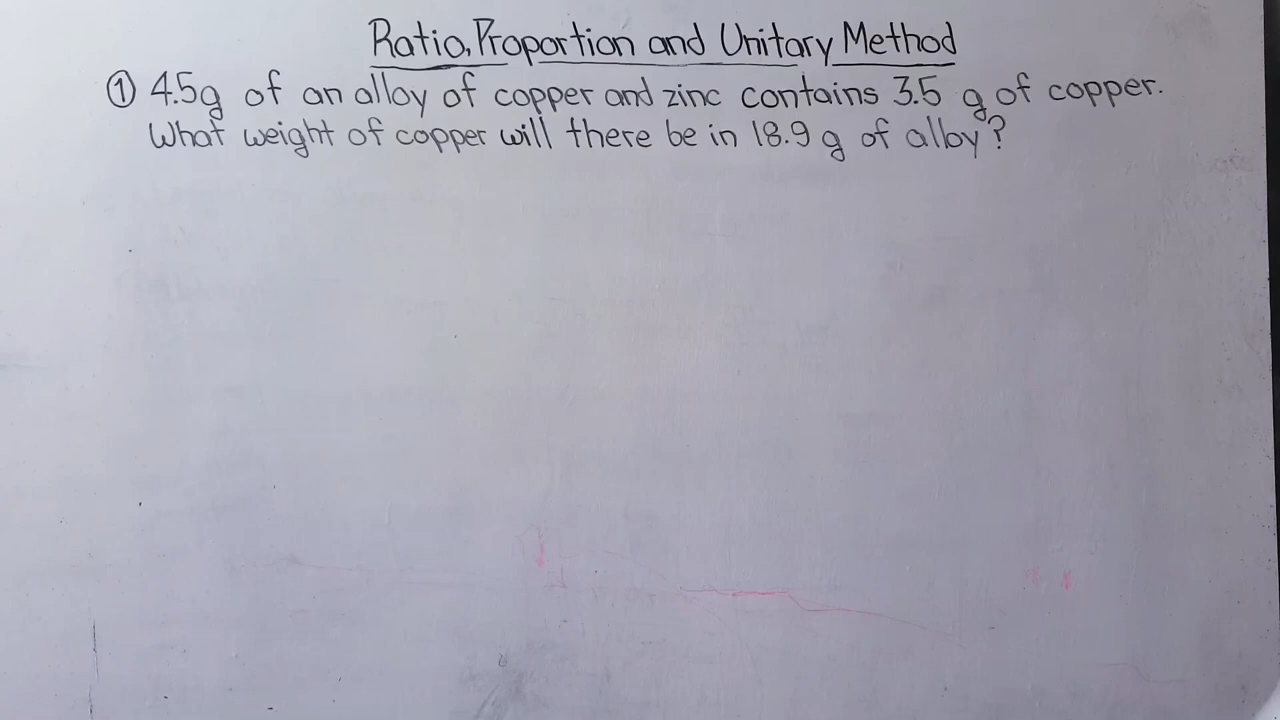 Ratio, Proportion and Unitary Method
① 4.5g of an alloy of copper and zinc contains 3.5 g of copper.
What weight of copper will there be in 18.9 g of alloy?